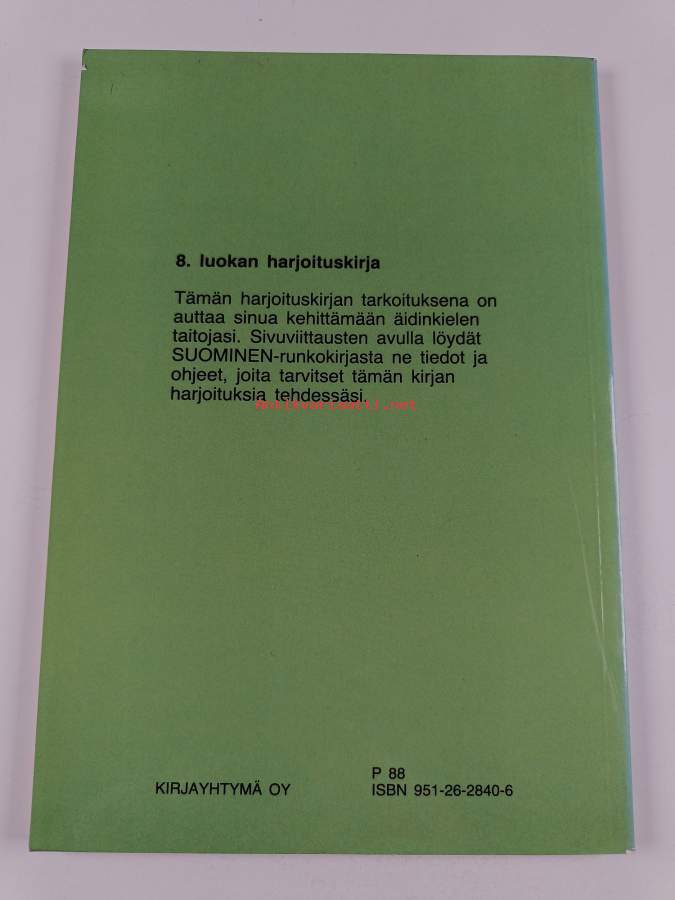 8. luokan harjoituskirja
Tämän harjoituskirjan tarkoituksena on
auttaa sinua kehittämään äidinkielen
taitojasi. Sivuviittausten avulla löydät
SUOMINEN-runkokirjasta ne tiedot ja
ohjeet, joita tarvitset tämän kirjan
harjoituksia tehdessäsi.
Antikvariaatti.net
P 88
KIRJAYHTYMÄ OY
ISBN 951-26-2840-6